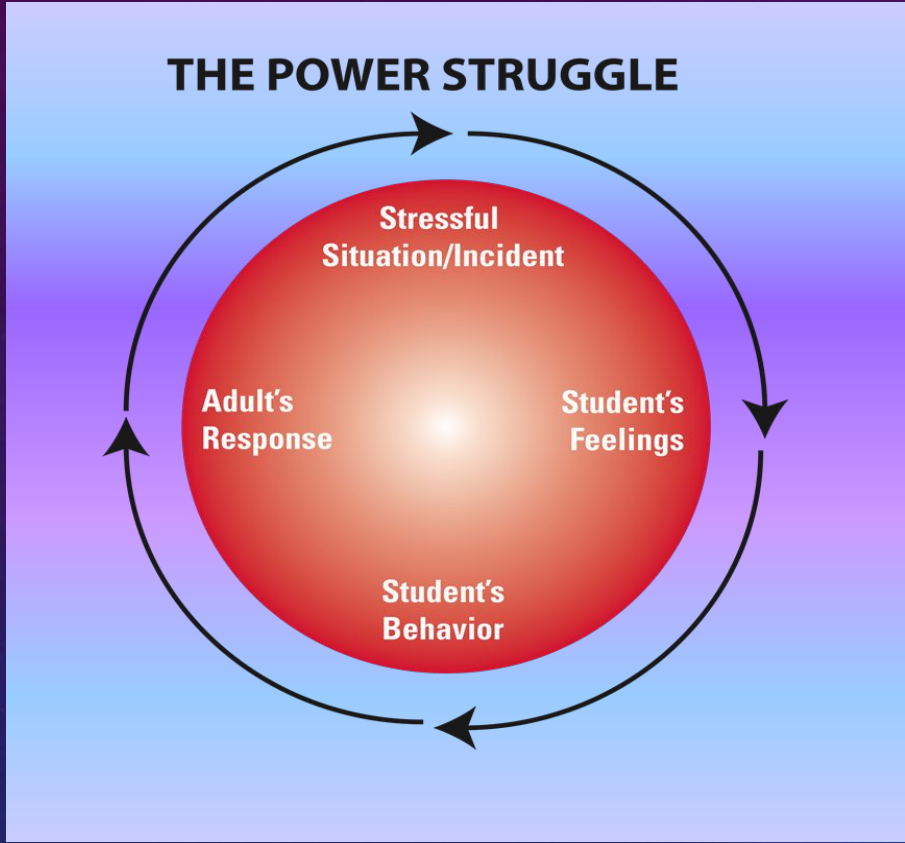 THE POWER STRUGGLE
Stressful
Situation/Incident
Student's
Feelings
Student's
Behavior
Adult's
Response